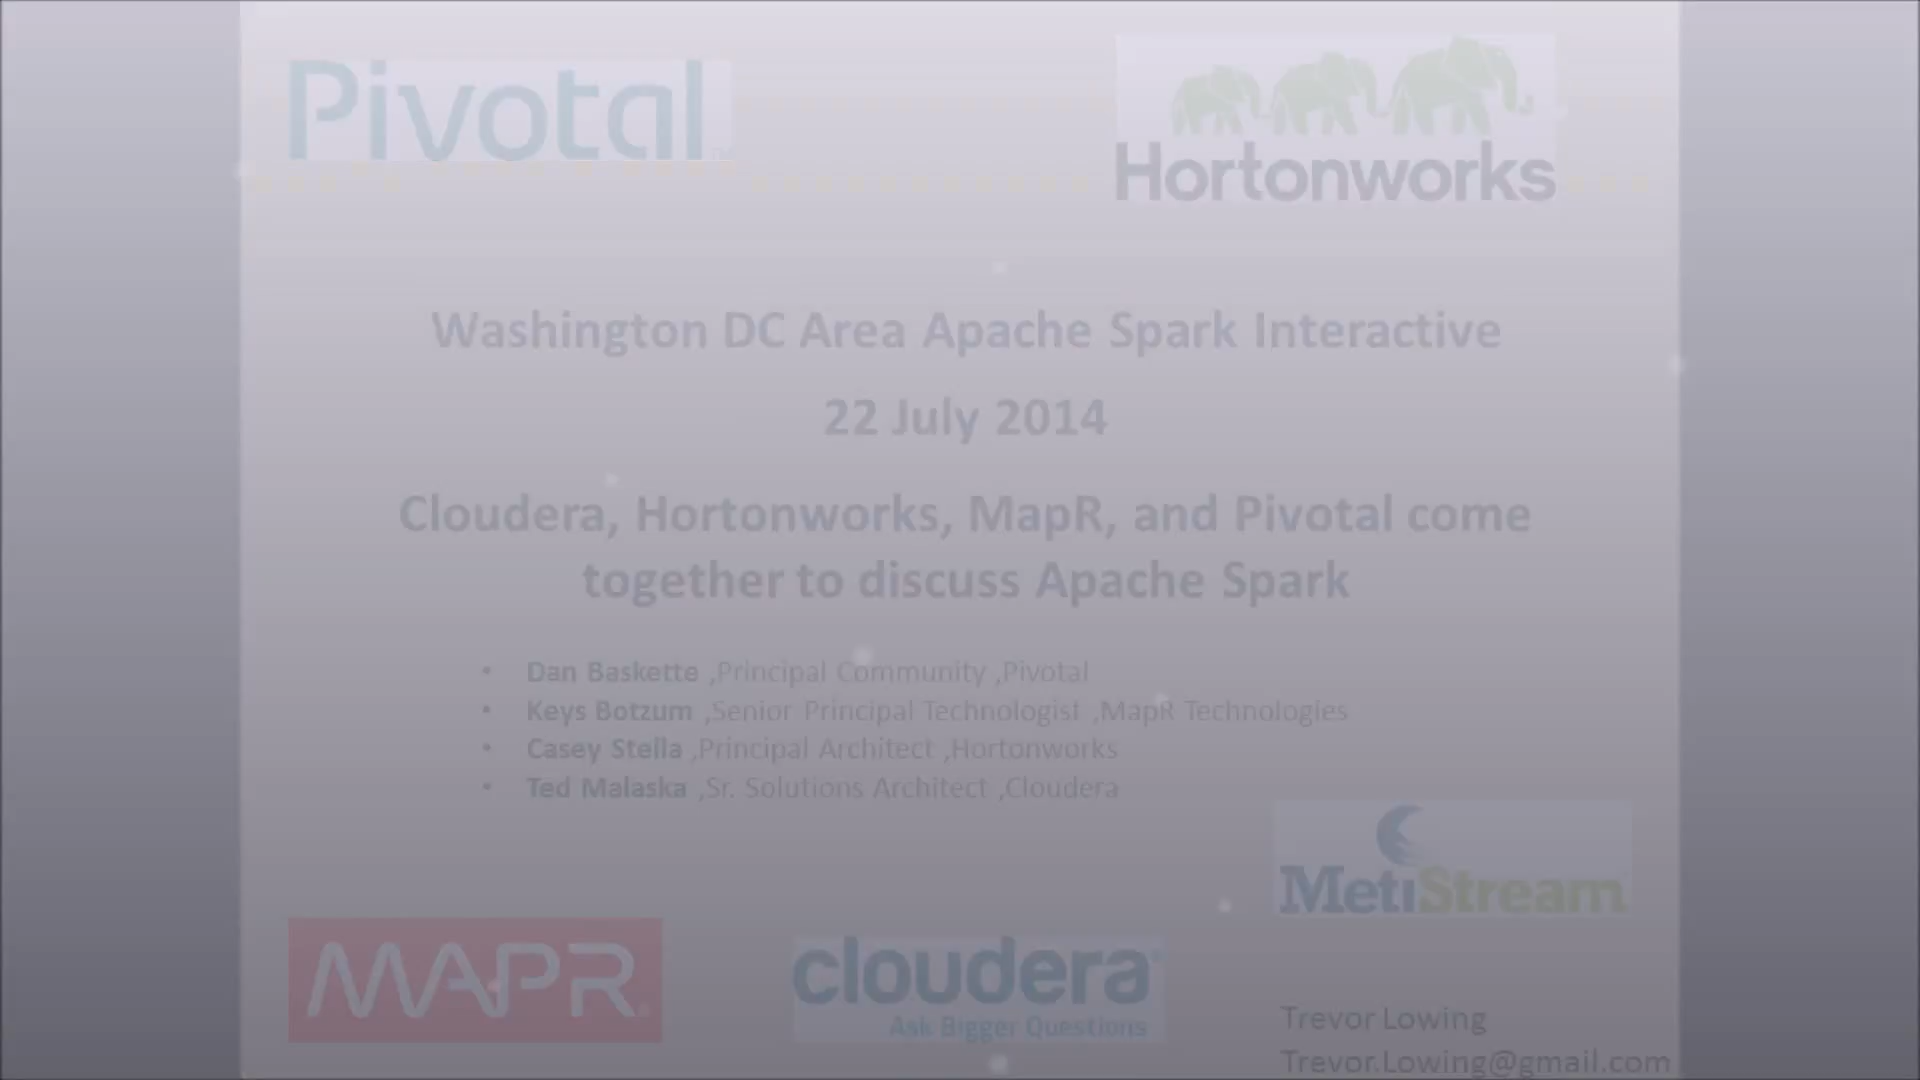 Pivotal
Hortonworks
Washington DC Area Apache Spark Interactive
22 July 2014
Cloudera, Hortonworks, MapR, and Pivotal come
together to discuss Apache Spark
• Dan Baskette ,Principal Community ,Pivotal
• Keys Botzum ,Senior Principal Technologist ,MapR Technologies
• Casey Stella ,Principal Architect ,Hortonworks
• Ted Malaska ,Sr. Solutions Architect ,Cloudera
MetiStream
MAPR
cloudera
Ask Bigger Questions
Trevor Lowing
Trevor.Lowing@gmail.com